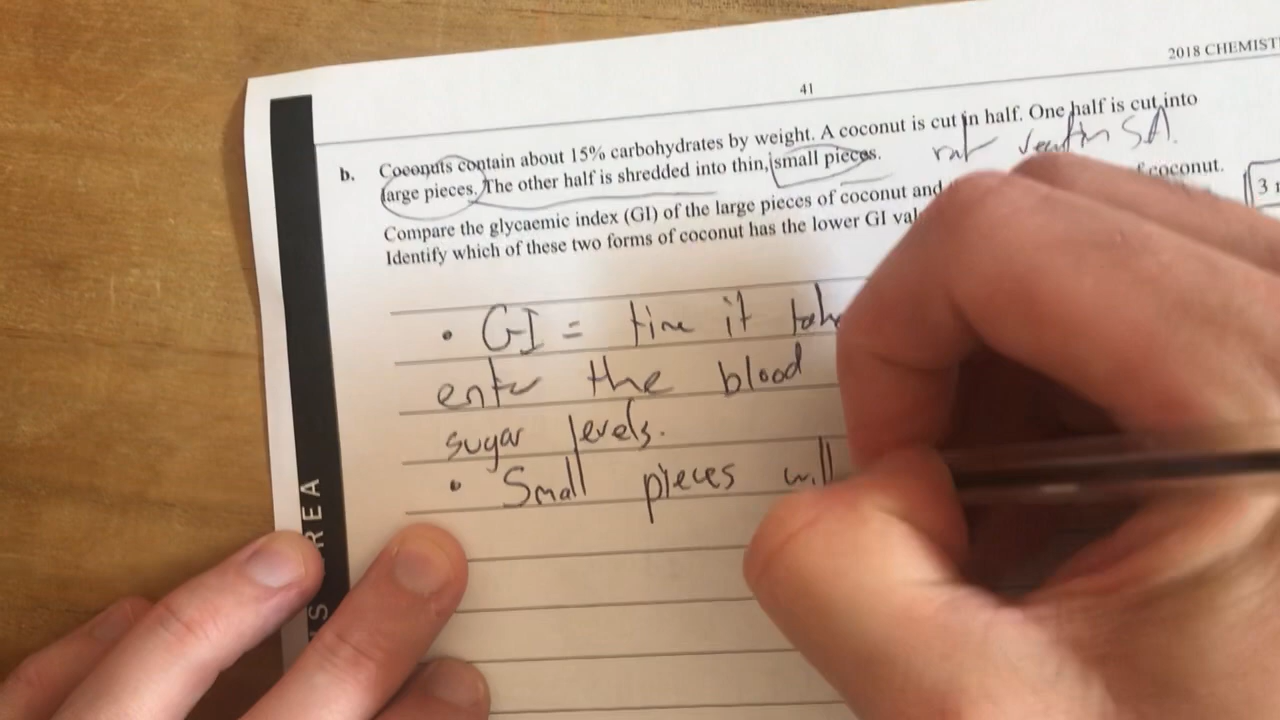 2018 CHEMIST
41
b. Coconuts contain about 15% carbohydrates by weight. A coconut is cut in half. One half is cut into
large pieces. The other half is shredded into thin, small pieces.
SA.
Compare the glycaemic index (GI) of the large pieces of coconut and coconut.
3
Identify which of these two forms of coconut has the lower GI val
• GI = time it take
enter the blood
sugar levels.
• Small pieces will
REA